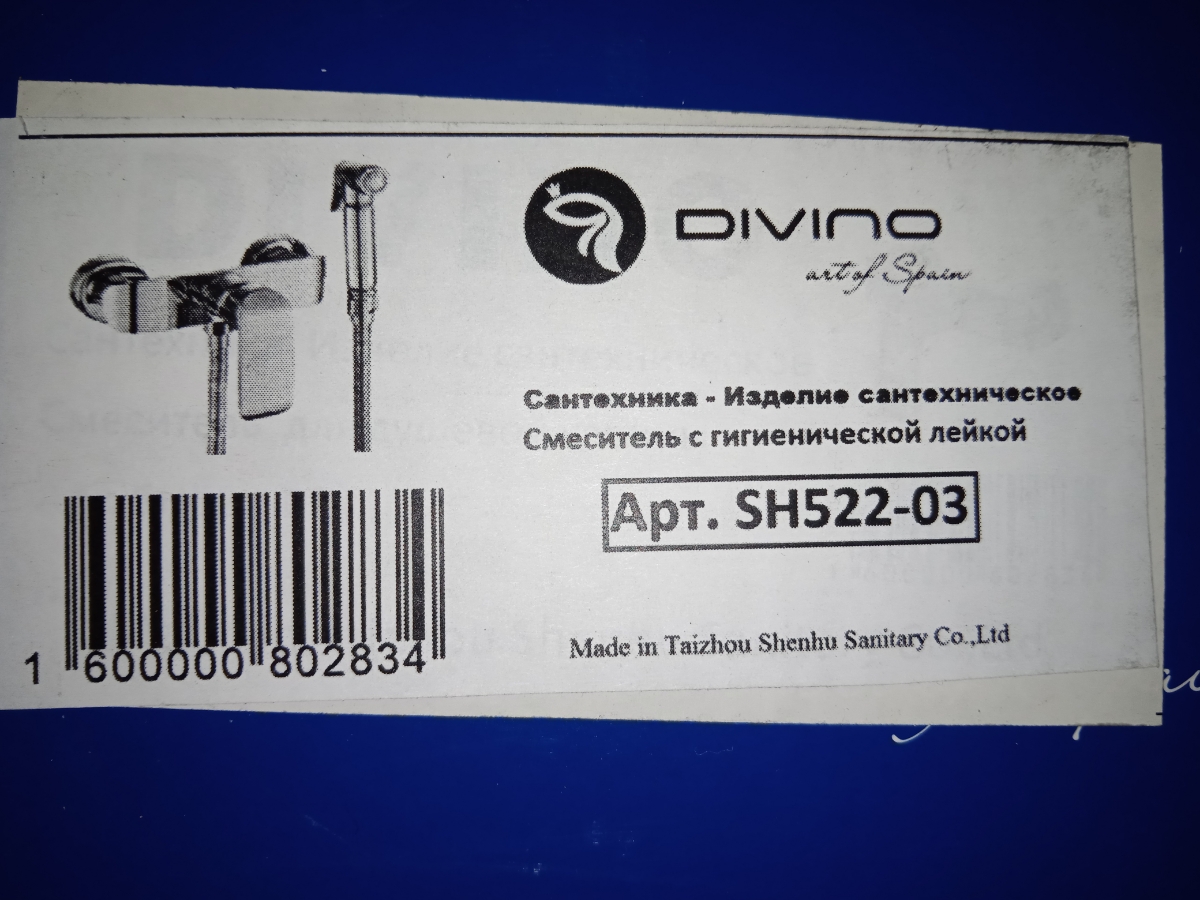 DIVINO
art of Spain
Сантехника - Изделие сантехническое
Смеситель с гигиенической лейкой
Арт. SH522-03
1 600000 802834
Made in Taizhou Shenhu Sanitary Co.,Ltd